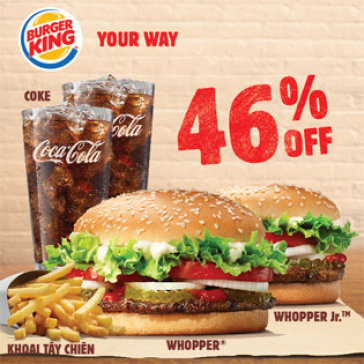 BURGER
KING
YOUR WAY
COKE
46% OFF
Coca-Cola
Coca-Cola
WHOPPER Jr.™
WHOPPER®
KHOAI TÂY CHIÊN